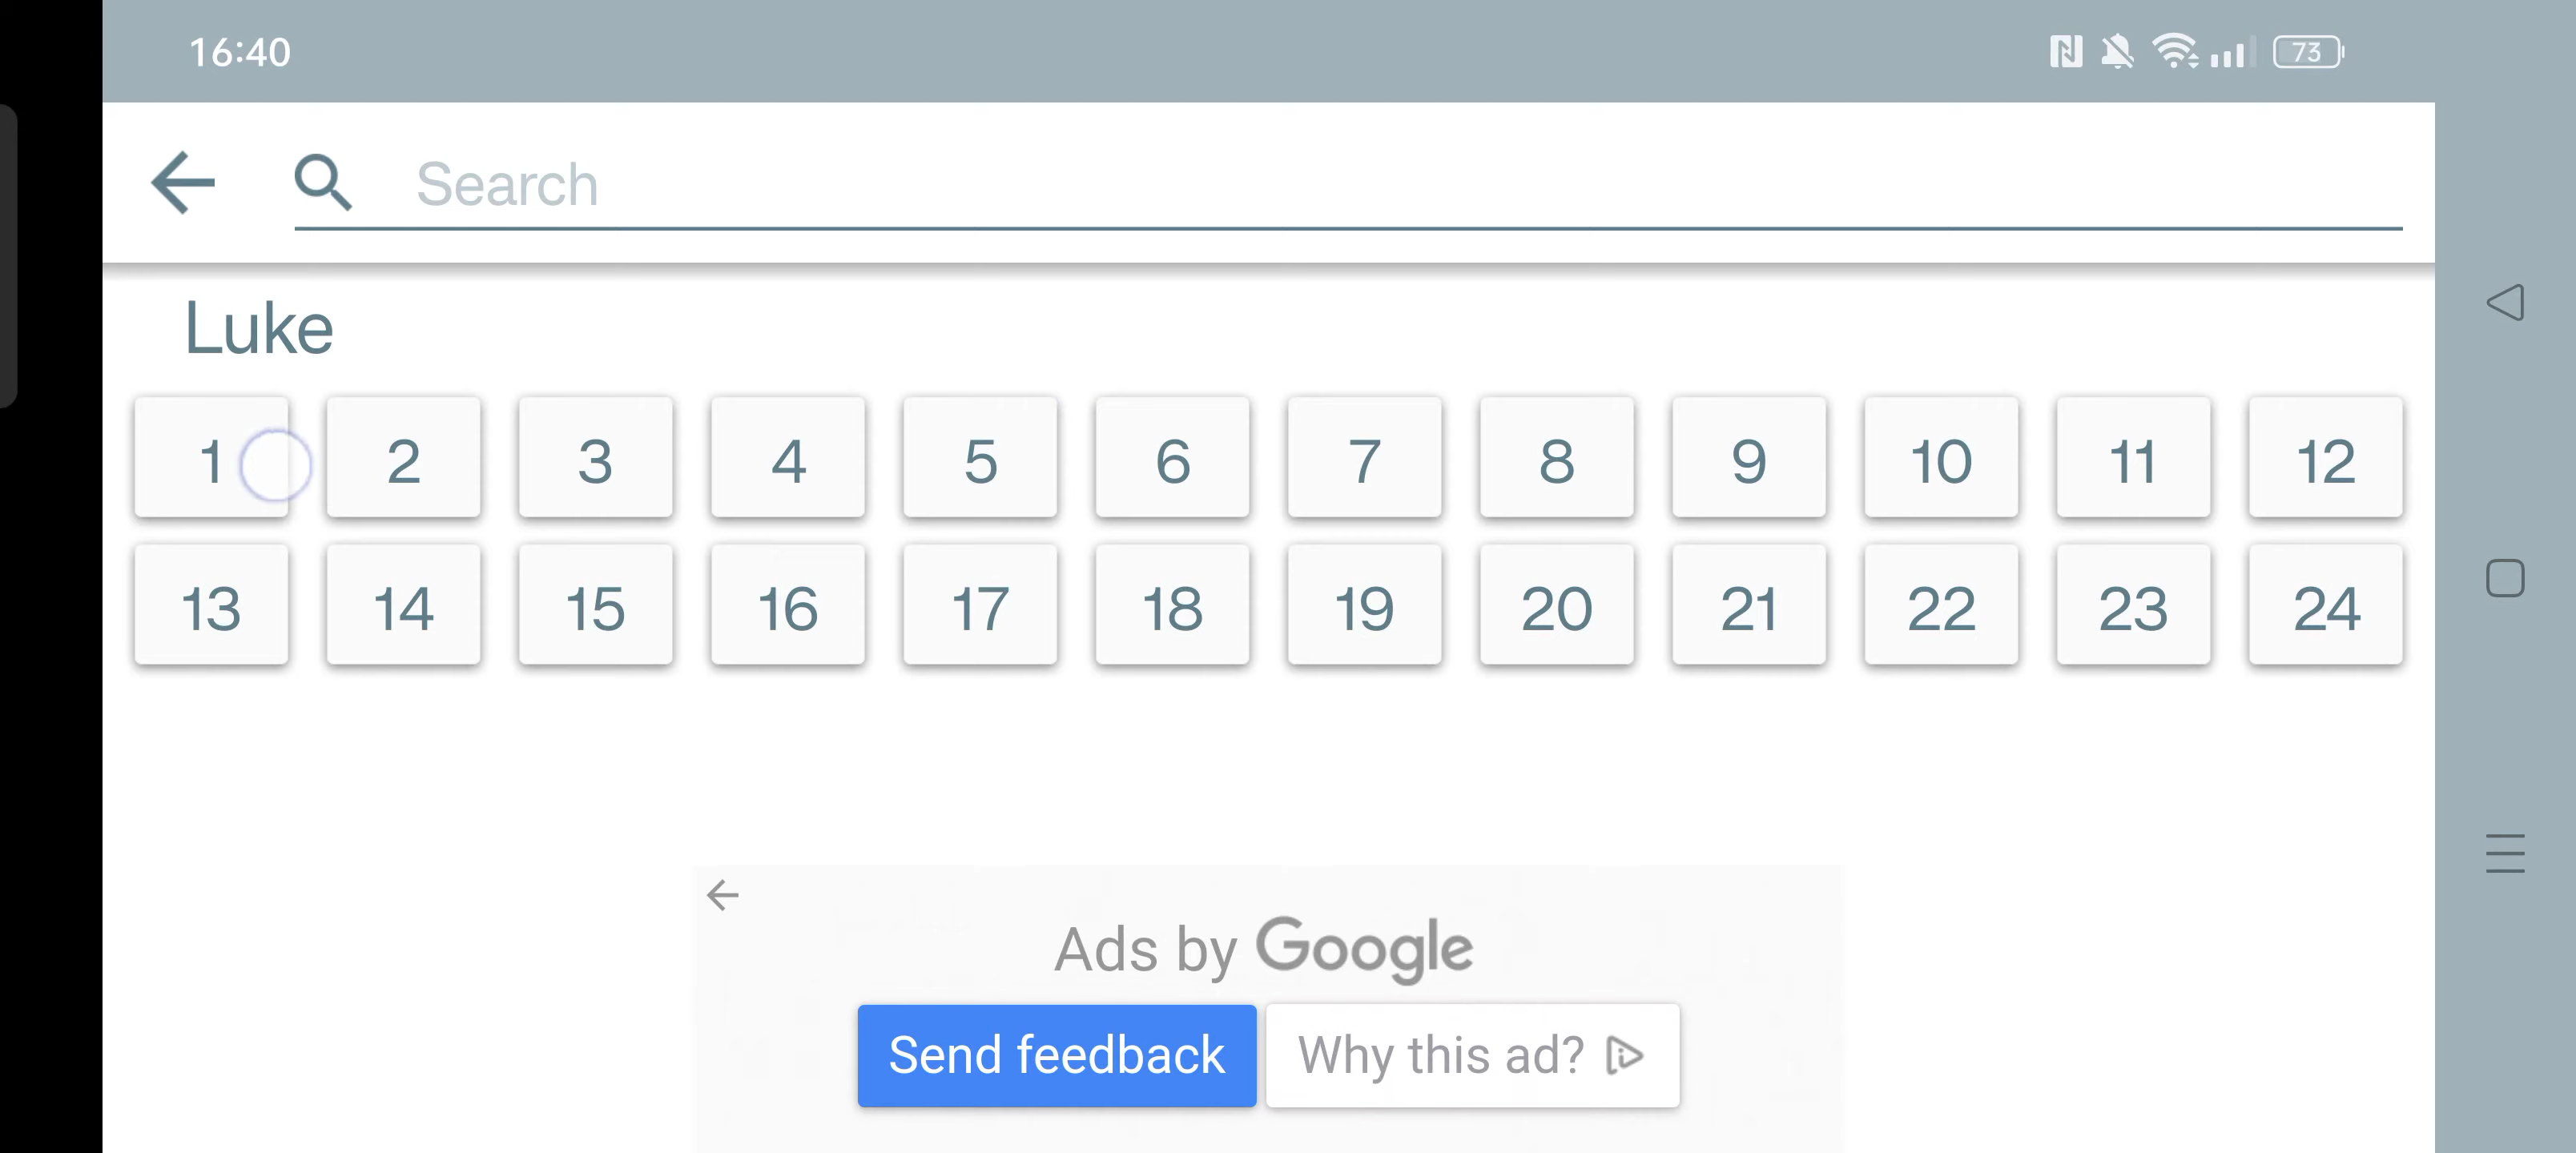 16:40 73
Search
Luke
1 2 3 4 5 6 7 8 9 10 11 12
13 14 15 16 17 18 19 20 21 22 23 24
Ads by Google
Send feedback Why this ad?